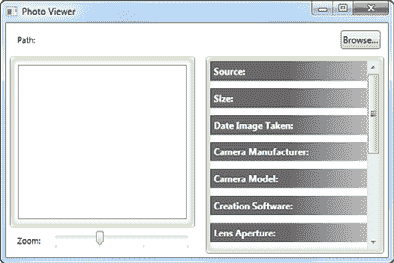 Photo Viewer
Path:
Browse...
Source:
Size:
Date Image Taken:
Camera Manufacturer:
Camera Model:
Creation Software:
Lens Aperture:
Zoom: